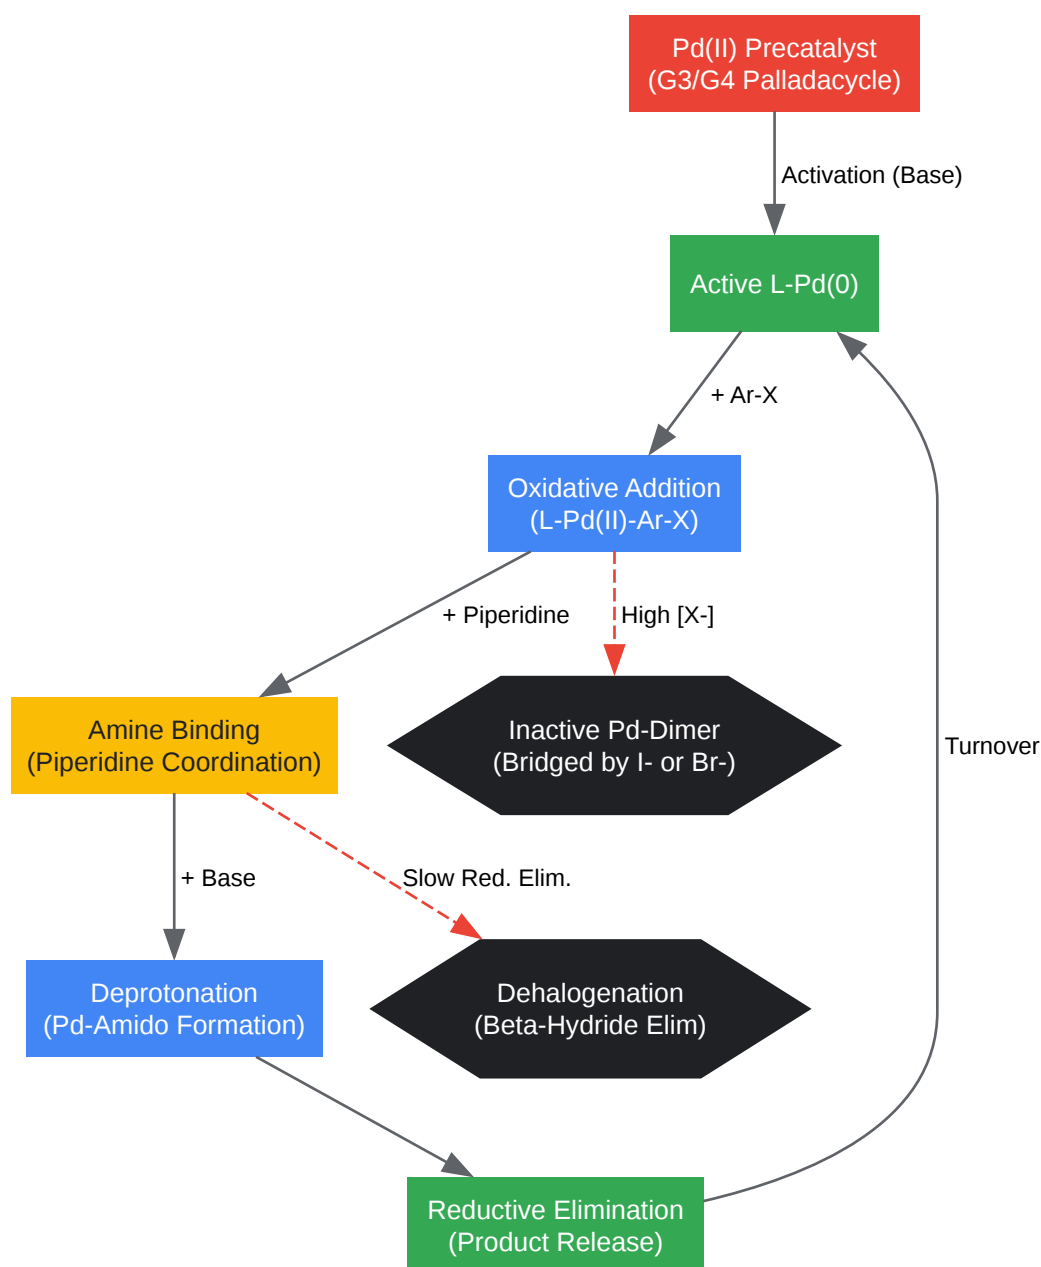 Pd(II) Precatalyst
(G3/G4 Palladacycle)
Activation (Base)
Active L-Pd(0)
+ Ar-X
Oxidative Addition
(L-Pd(II)-Ar-X)
+ Piperidine
High [X-]
Amine Binding
(Piperidine Coordination)
Inactive Pd-Dimer
(Bridged by I- or Br-)
Turnover
+ Base
Slow Red. Elim.
Deprotonation
(Pd-Amido Formation)
Dehalogenation
(Beta-Hydride Elim)
Reductive Elimination
(Product Release)